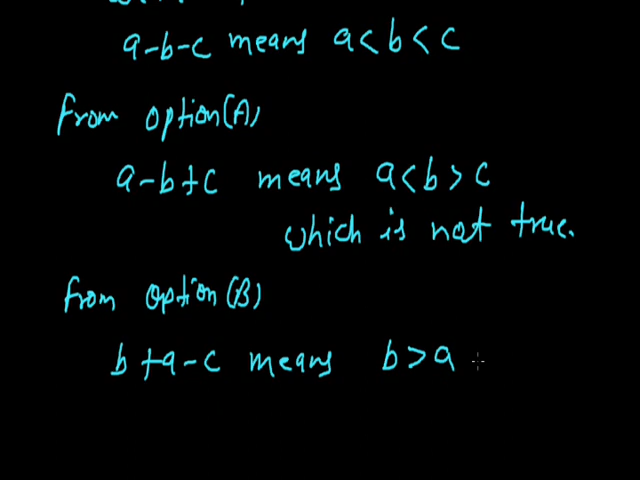 a-b-c means a<b<c
from option(A)
a-b+c means a<b>c
which is not true.
from option(B)
b+a-c means b>a